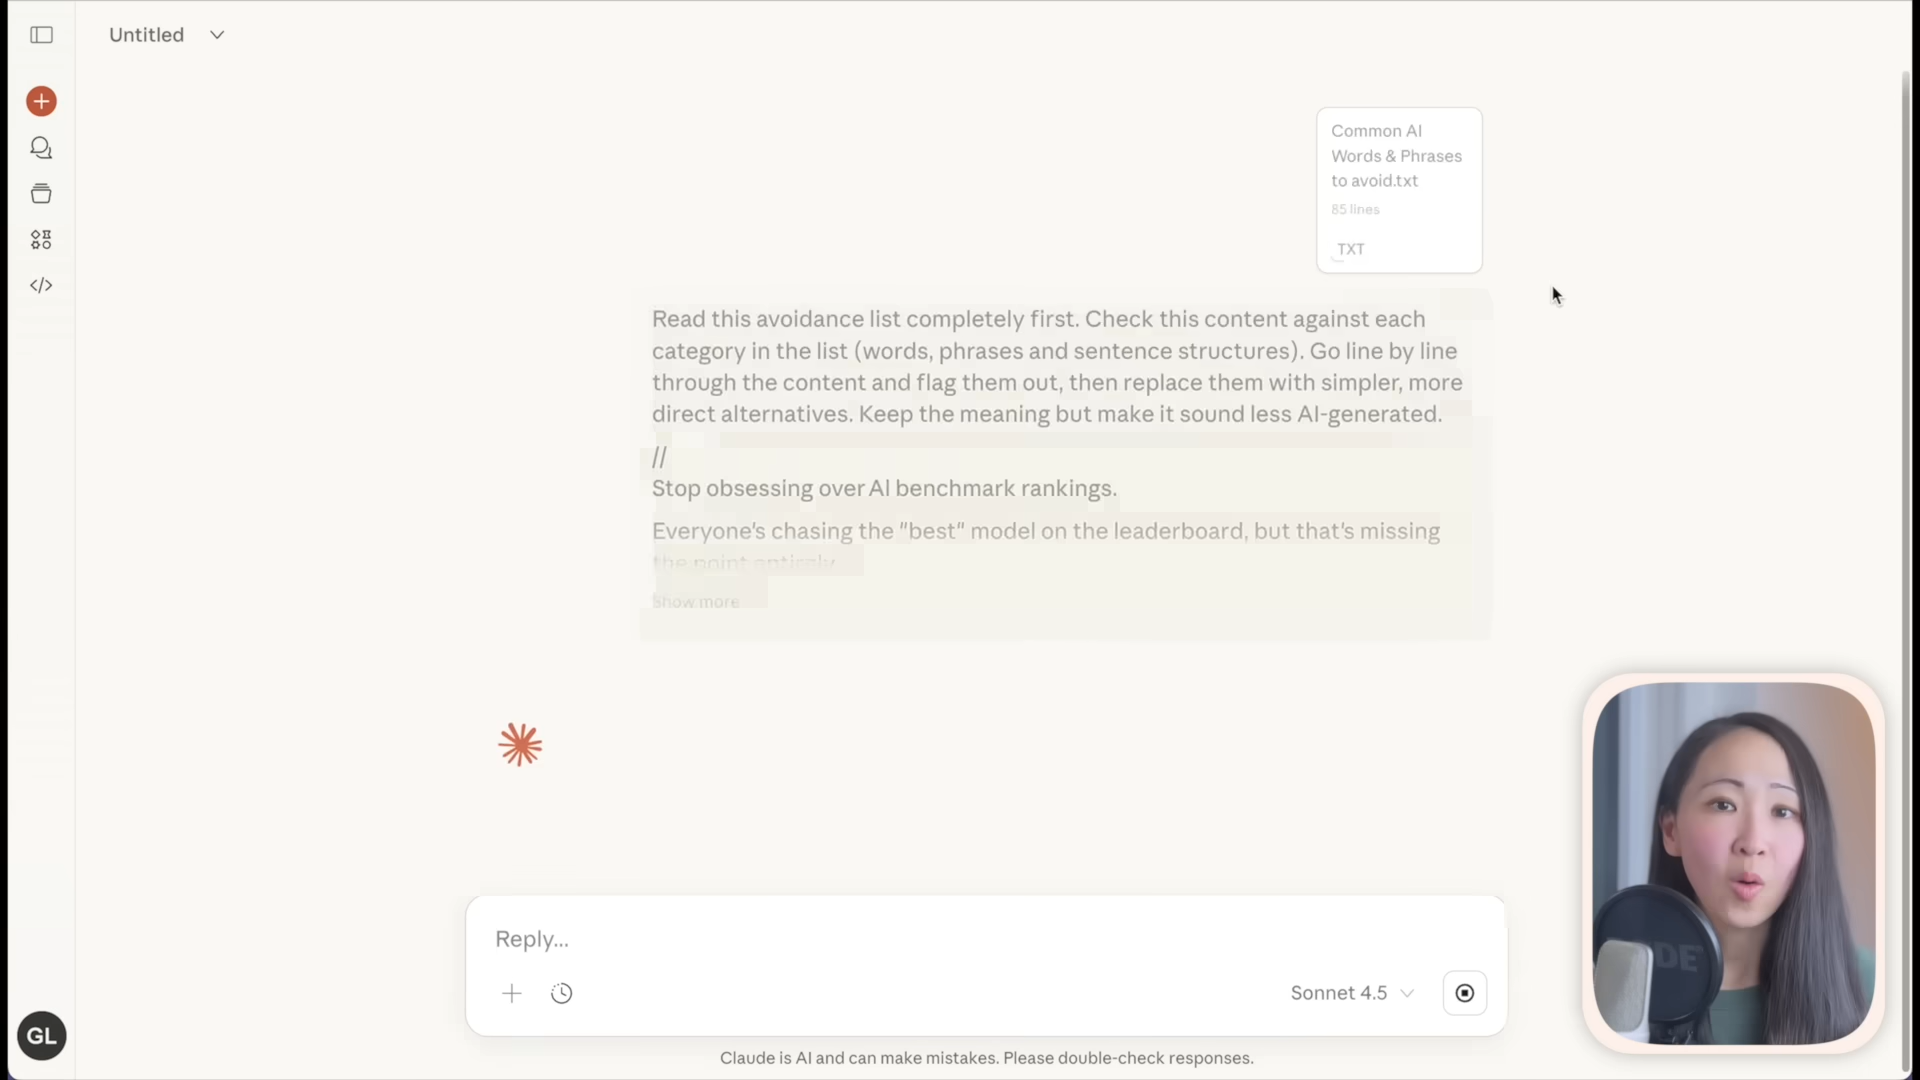 Untitled
Common AI
Words & Phrases
to avoid.txt
85 lines
TXT
Read this avoidance list completely first. Check this content against each
category in the list (words, phrases and sentence structures). Go line by line
through the content and flag them out, then replace them with simpler, more
direct alternatives. Keep the meaning but make it sound less AI-generated.
//
Stop obsessing over AI benchmark rankings.
Everyone's chasing the "best" model on the leaderboard, but that's missing
the point entirely
Show more
Reply...
Sonnet 4.5
GL
Claude is AI and can make mistakes. Please double-check responses.